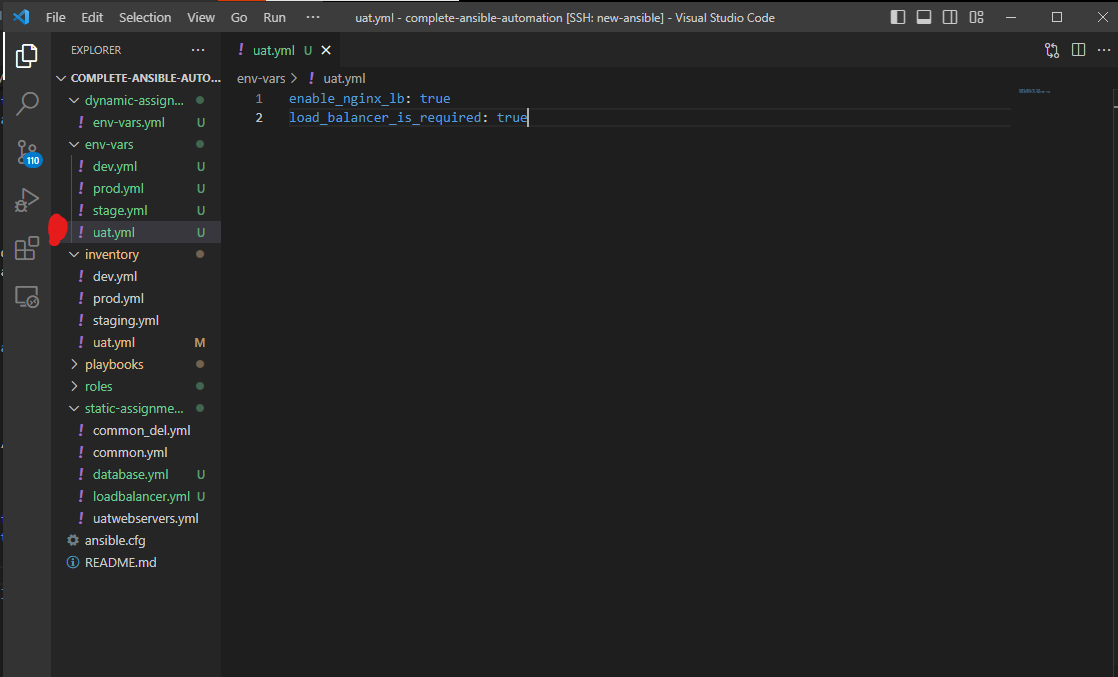 File Edit Selection View Go Run ··· uat.yml - complete-ansible-automation [SSH: new-ansible] - Visual Studio Code
EXPLORER ···
! uat.yml U
COMPLETE-ANSIBLE-AUTO...
env-vars > ! uat.yml
dynamic-assign...
! env-vars.yml U
env-vars
! dev.yml U
! prod.yml U
! stage.yml U
! uat.yml U
inventory
! dev.yml
! prod.yml
! staging.yml
! uat.yml M
playbooks
roles
static-assignme...
! common_del.yml
! common.yml
! database.yml U
! loadbalancer.yml U
! uatwebservers.yml
ansible.cfg
README.md
110
1 enable_nginx_lb: true
2 load_balancer_is_required: true